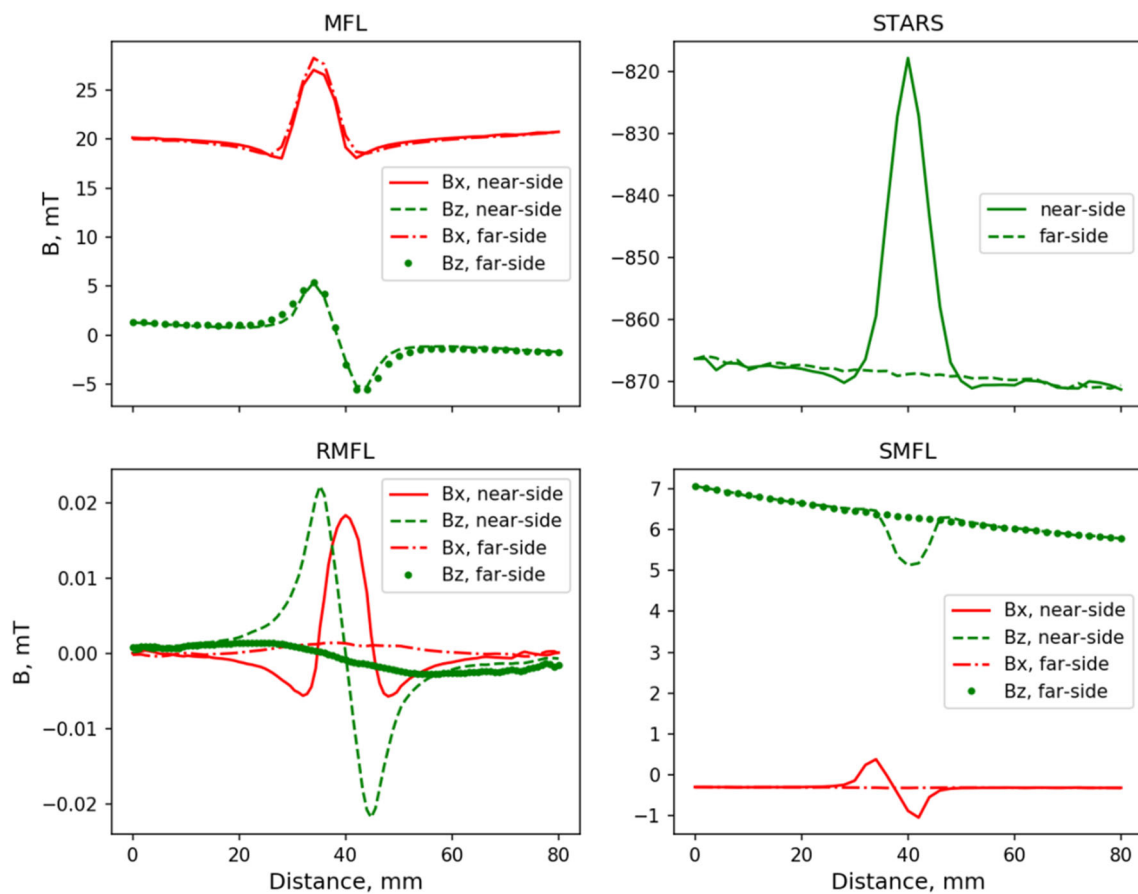 MFL
25
20
15
10
5
0
−5
B, mT
Bx, near-side
Bz, near-side
Bx, far-side
Bz, far-side
STARS
−820
−830
−840
−850
−860
−870
near-side
far-side
RMFL
0.02
0.01
0.00
−0.01
−0.02
B, mT
Bx, near-side
Bz, near-side
Bx, far-side
Bz, far-side
0 20 40 60 80
Distance, mm
SMFL
7
6
5
4
3
2
1
0
−1
Bx, near-side
Bz, near-side
Bx, far-side
Bz, far-side
0 20 40 60 80
Distance, mm